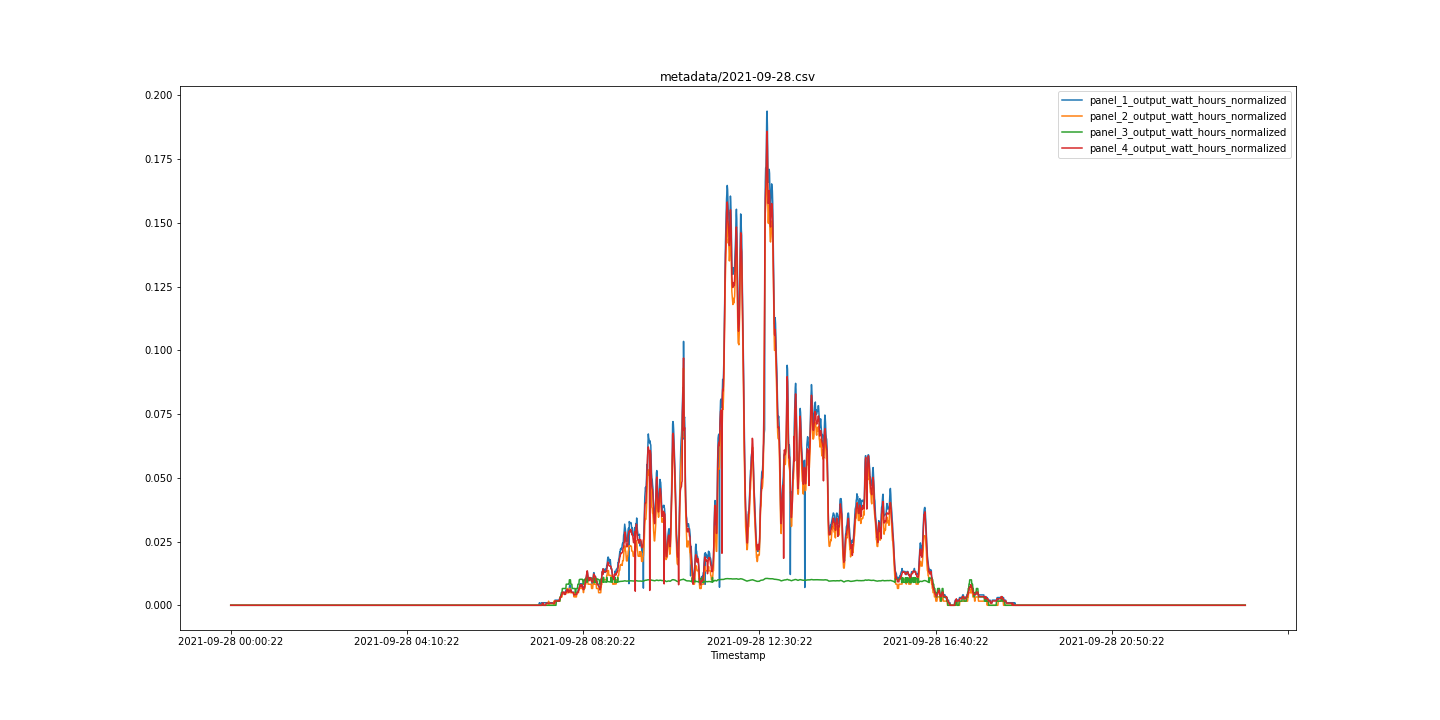 metadata/2021-09-28.csv
panel_1_output_watt_hours_normalized
panel_2_output_watt_hours_normalized
panel_3_output_watt_hours_normalized
panel_4_output_watt_hours_normalized
0.200
0.175
0.150
0.125
0.100
0.075
0.050
0.025
0.000
2021-09-28 00:00:22 2021-09-28 04:10:22 2021-09-28 08:20:22 2021-09-28 12:30:22 2021-09-28 16:40:22 2021-09-28 20:50:22
Timestamp